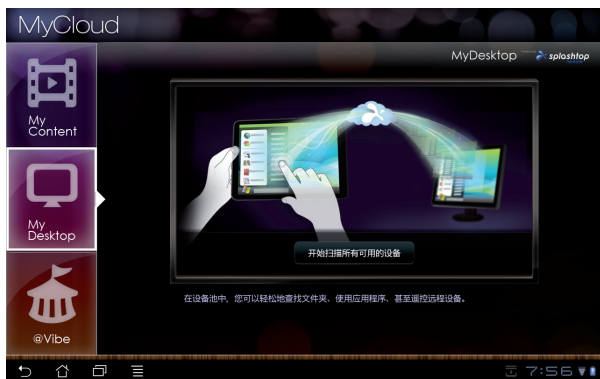 MyCloud
MyDesktop
splashtop
My
Content
My
Desktop
@Vibe
开始扫描所有可用的设备
在设备池中，您可以轻松地查找文件夹、使用应用程序、甚至遥控远程设备。
7:56